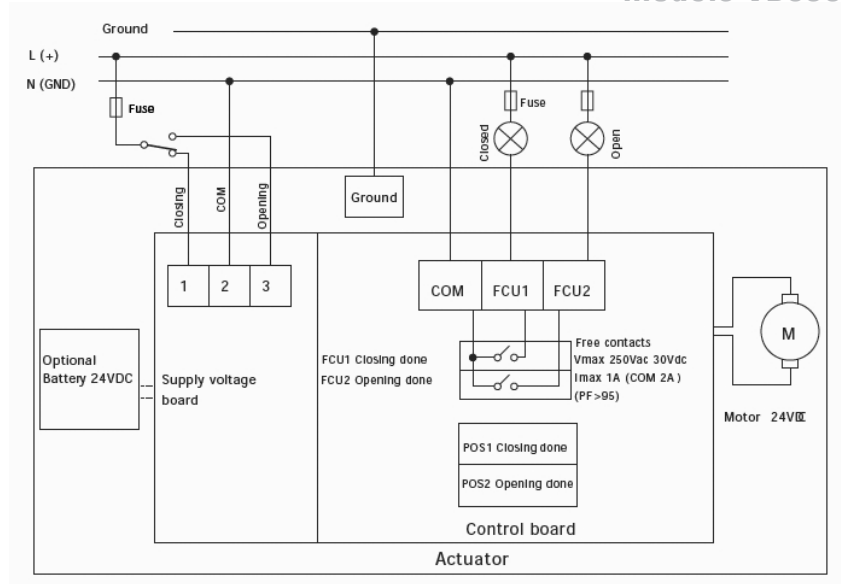 Ground
L (+)
N (GND)
Fuse
Fuse
Closed
Open
Closing
COM
Opening
Ground
1 2 3
COM FCU1 FCU2
M
Optional
Battery 24VDC
Supply voltage
board
FCU1 Closing done
FCU2 Opening done
Free contacts
Vmax 250Vac 30Vdc
Imax 1A (COM 2A)
(PF>95)
Motor 24VDC
POS1 Closing done
POS2 Opening done
Control board
Actuator